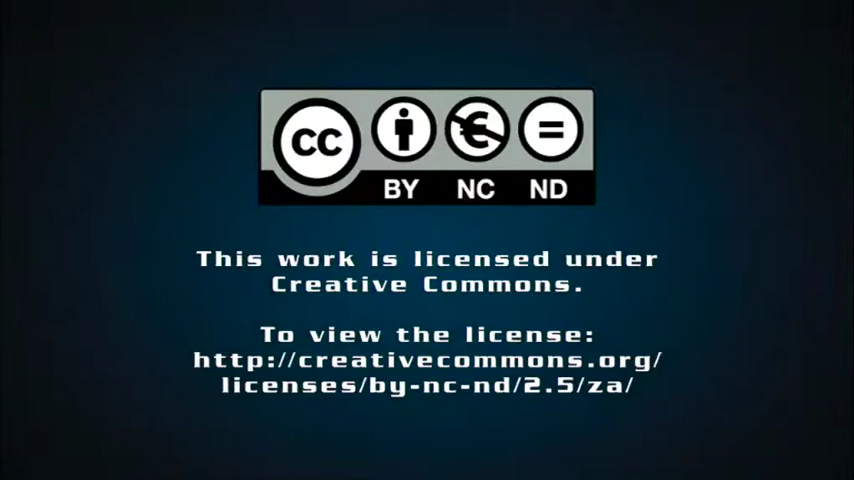 CC
BY NC ND
This work is licensed under
Creative Commons.
To view the license:
http://creativecommons.org/
licenses/by-nc-nd/2.5/za/